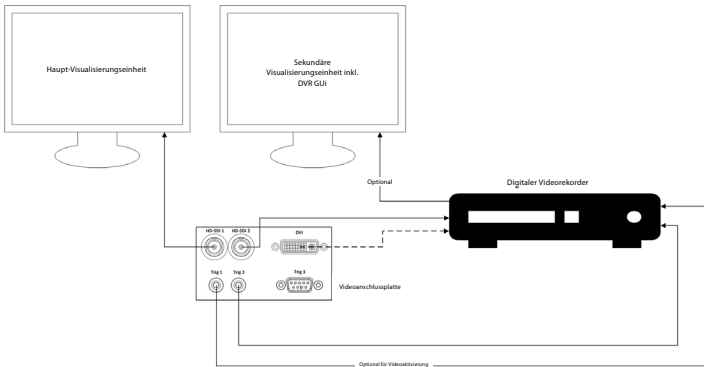 Haupt-Visualisierungseinheit
Sekundäre
Visualisierungseinheit inkl.
DVR GUi
Optional
Digitaler Videorekorder
HD-SDI 1
HD-SDI 2
DVI
Trig 1
Trig 2
Trig 3
Videoanschlussplatte
Optional für Videoaktivierung